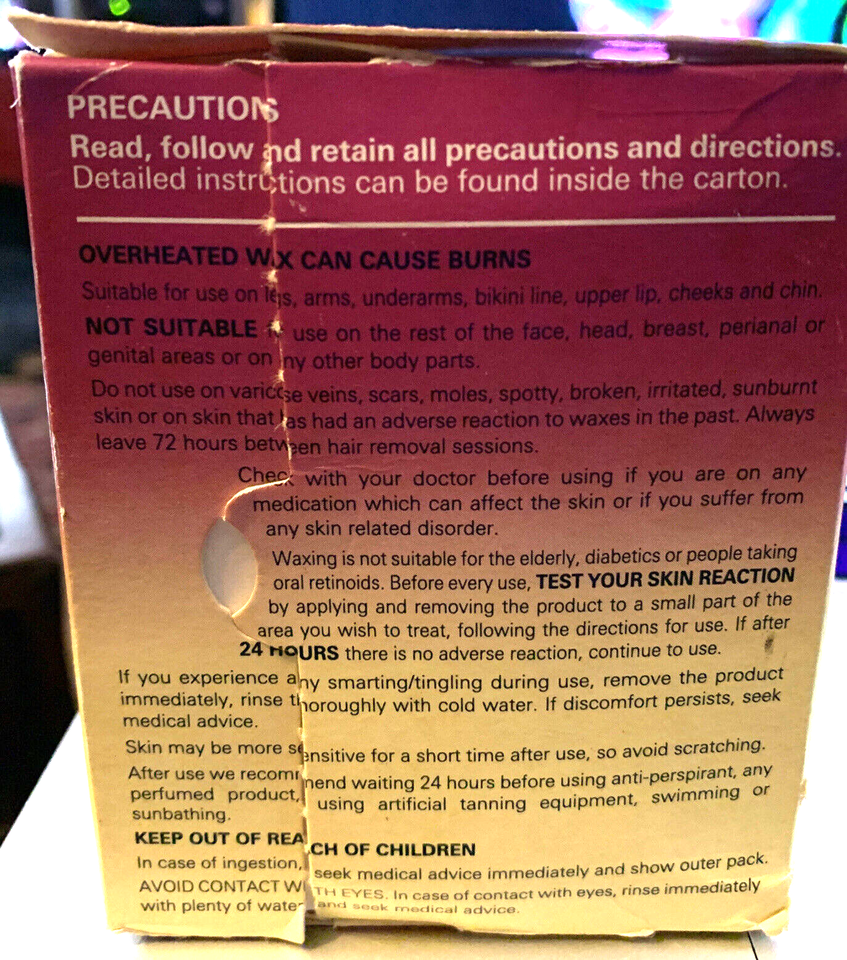 PRECAUTIONS
Read, follow and retain all precautions and directions.
Detailed instructions can be found inside the carton.
OVERHEATED WAX CAN CAUSE BURNS
Suitable for use on legs, arms, underarms, bikini line, upper lip, cheeks and chin.
NOT SUITABLE use on the rest of the face, head, breast, perianal or
genital areas or on any other body parts.
Do not use on varicose veins, scars, moles, spotty, broken, irritated, sunburnt
skin or on skin that has had an adverse reaction to waxes in the past. Always
leave 72 hours between hair removal sessions.
Check with your doctor before using if you are on any
medication which can affect the skin or if you suffer from
any skin related disorder.
Waxing is not suitable for the elderly, diabetics or people taking
oral retinoids. Before every use, TEST YOUR SKIN REACTION
by applying and removing the product to a small part of the
area you wish to treat, following the directions for use. If after
24 HOURS there is no adverse reaction, continue to use.
If you experience any smarting/tingling during use, remove the product
immediately, rinse thoroughly with cold water. If discomfort persists, seek
medical advice.
Skin may be more sensitive for a short time after use, so avoid scratching.
After use we recommend waiting 24 hours before using anti-perspirant, any
perfumed product, using artificial tanning equipment, swimming or
sunbathing.
KEEP OUT OF REACH OF CHILDREN
In case of ingestion, seek medical advice immediately and show outer pack.
AVOID CONTACT WITH EYES. In case of contact with eyes, rinse immediately
with plenty of water and seek medical advice.